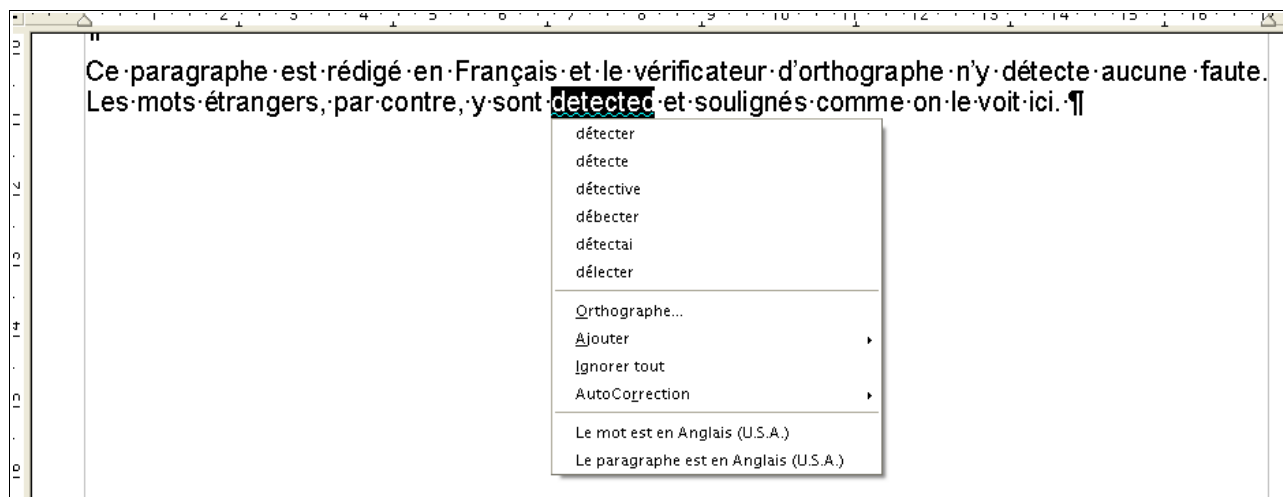 Ce paragraphe est rédigé en Français et le vérificateur d'orthographe n'y détecte aucune faute.
Les mots étrangers, par contre, y sont detected et soulignés comme on le voit ici. ¶
détecter
détecte
détective
débecter
détectai
délecter
Orthographe...
Ajouter
Ignorer tout
AutoCorrection
Le mot est en Anglais (U.S.A.)
Le paragraphe est en Anglais (U.S.A.)